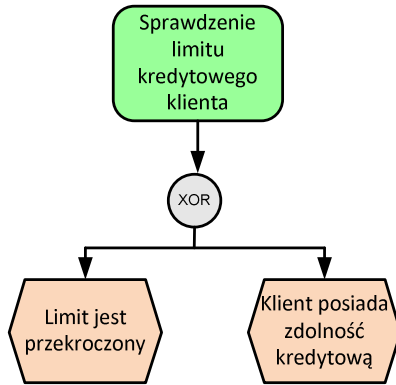 Sprawdzenie
limitu
kredytowego
klienta
XOR
Limit jest
przekroczony
Klient posiada
zdolność
kredytową